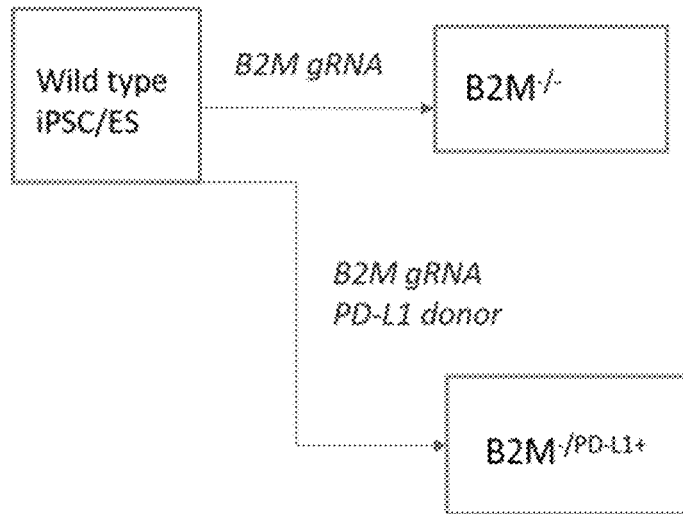 Wild type
iPSC/ES
B2M gRNA
B2M-/-
B2M gRNA
PD-L1 donor
B2M-/PD-L1+